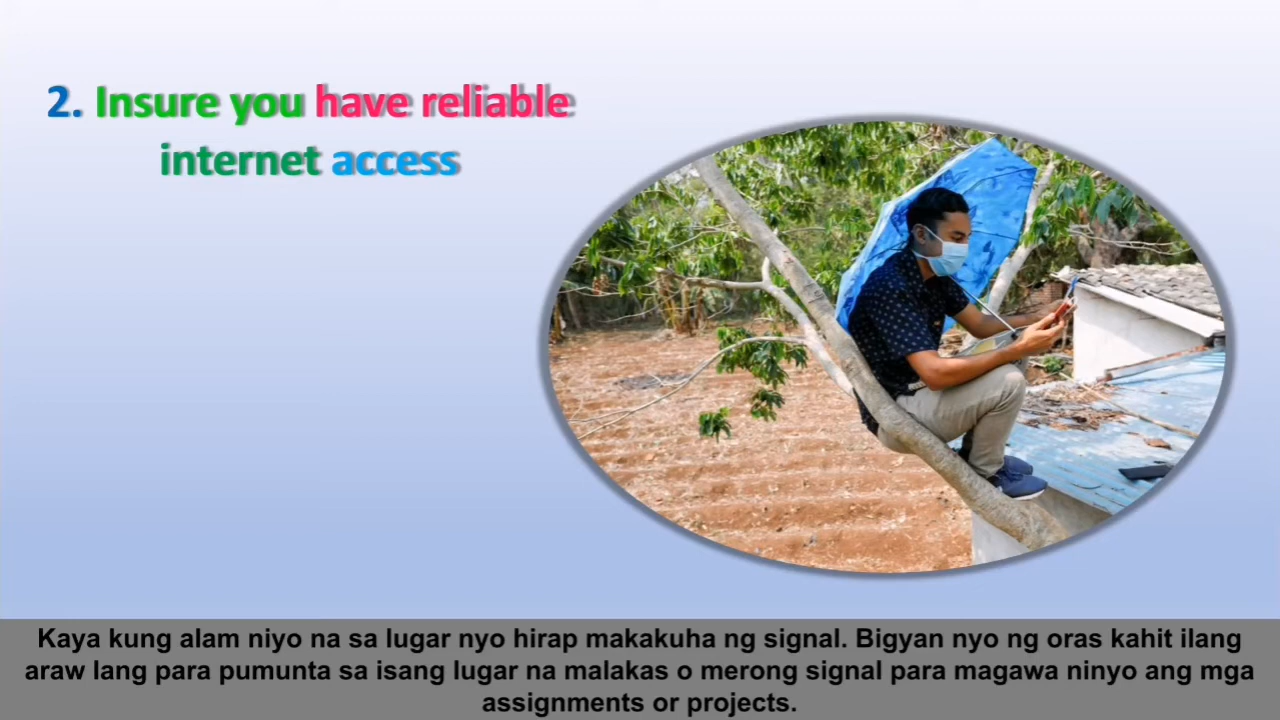 2. Insure you have reliable
internet access
Kaya kung alam niyo na sa lugar nyo hirap makakuha ng signal. Bigyan nyo ng oras kahit ilang
araw lang para pumunta sa isang lugar na malakas o merong signal para magawa ninyo ang mga
assignments or projects.